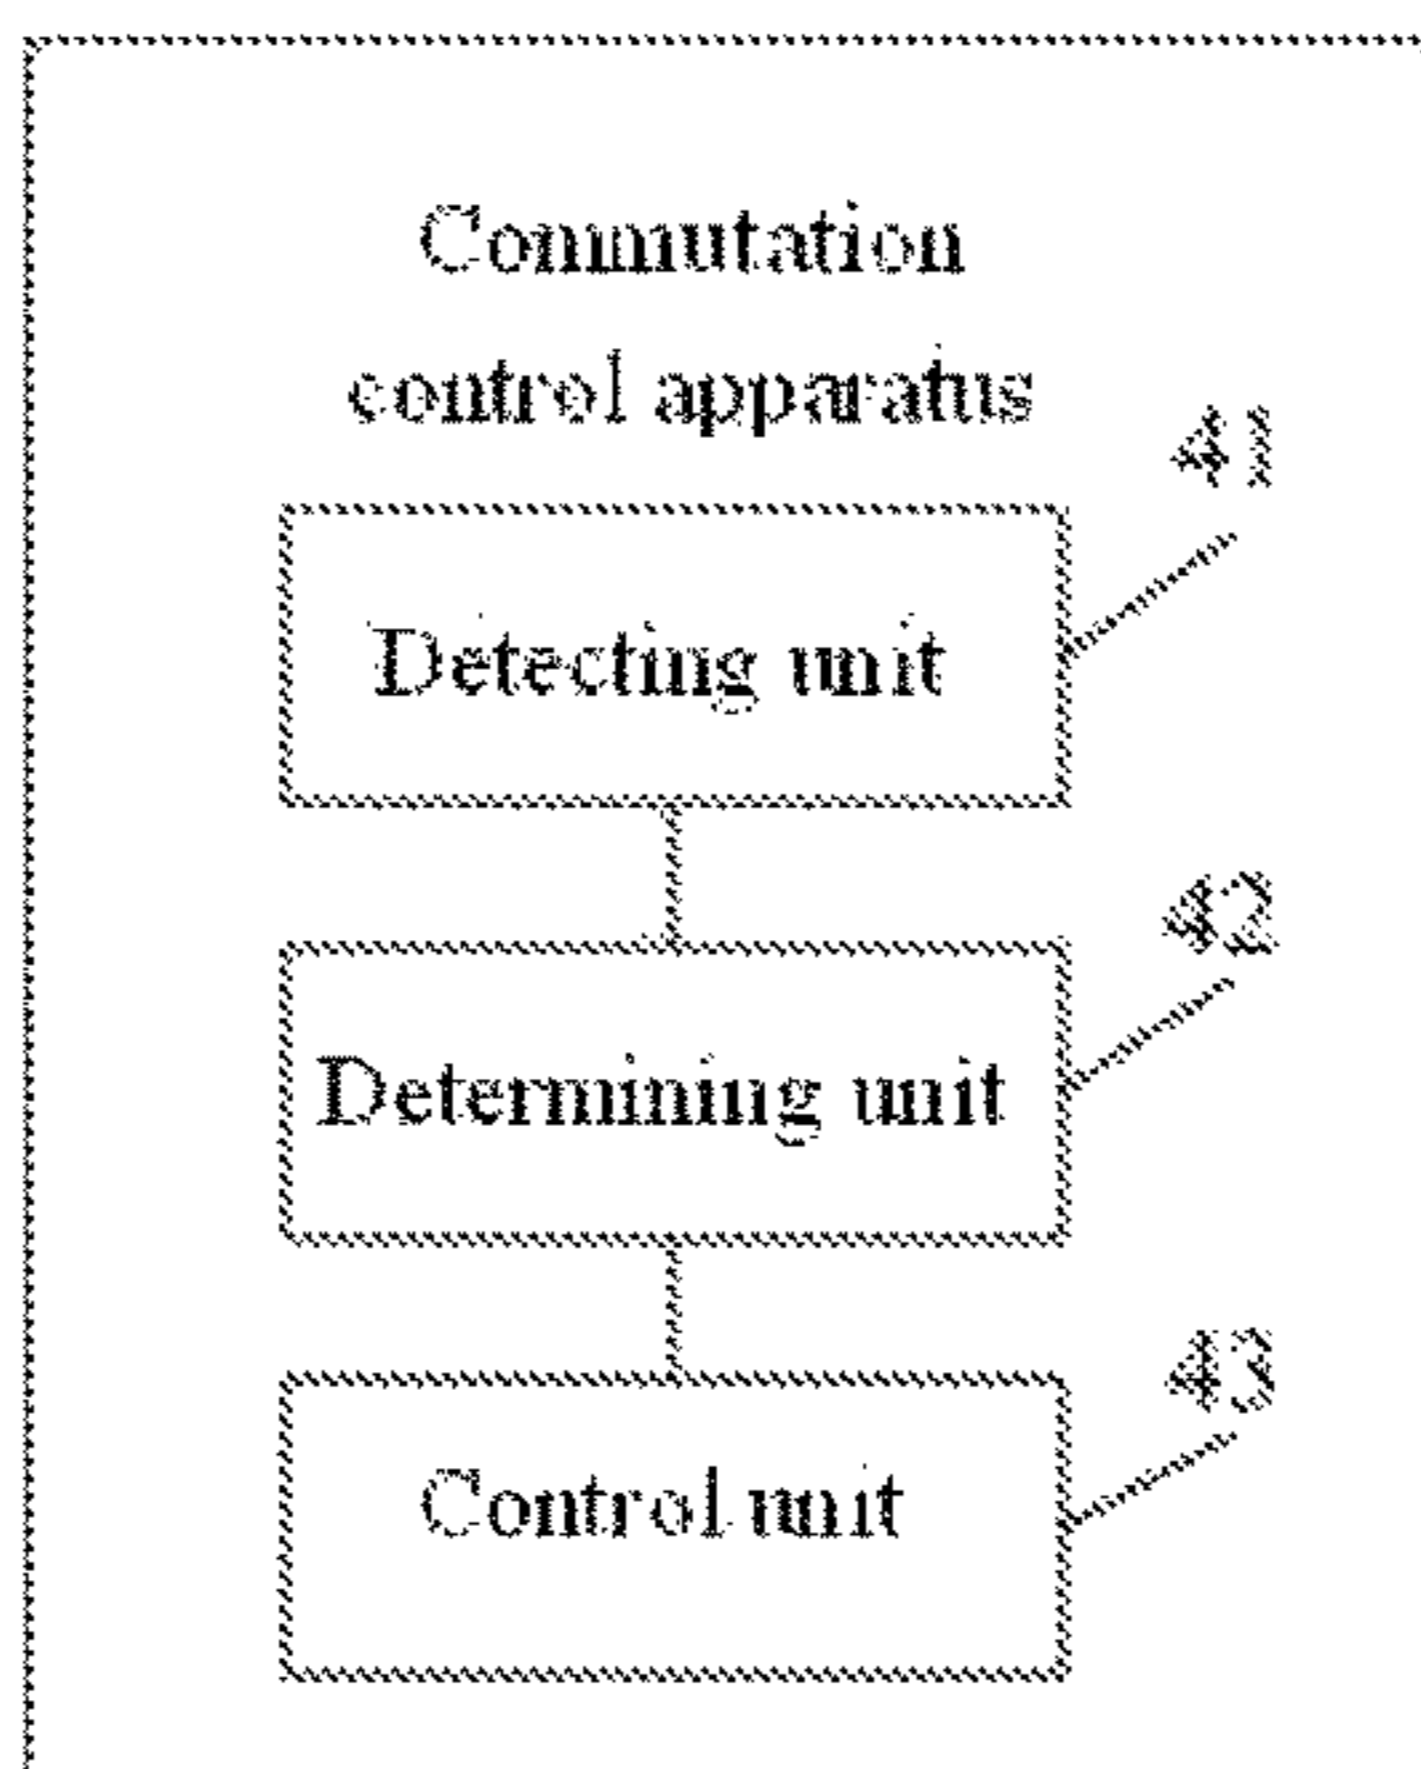 Commutation
control apparatus
41
Detecting unit
42
Determining unit
43
Control unit